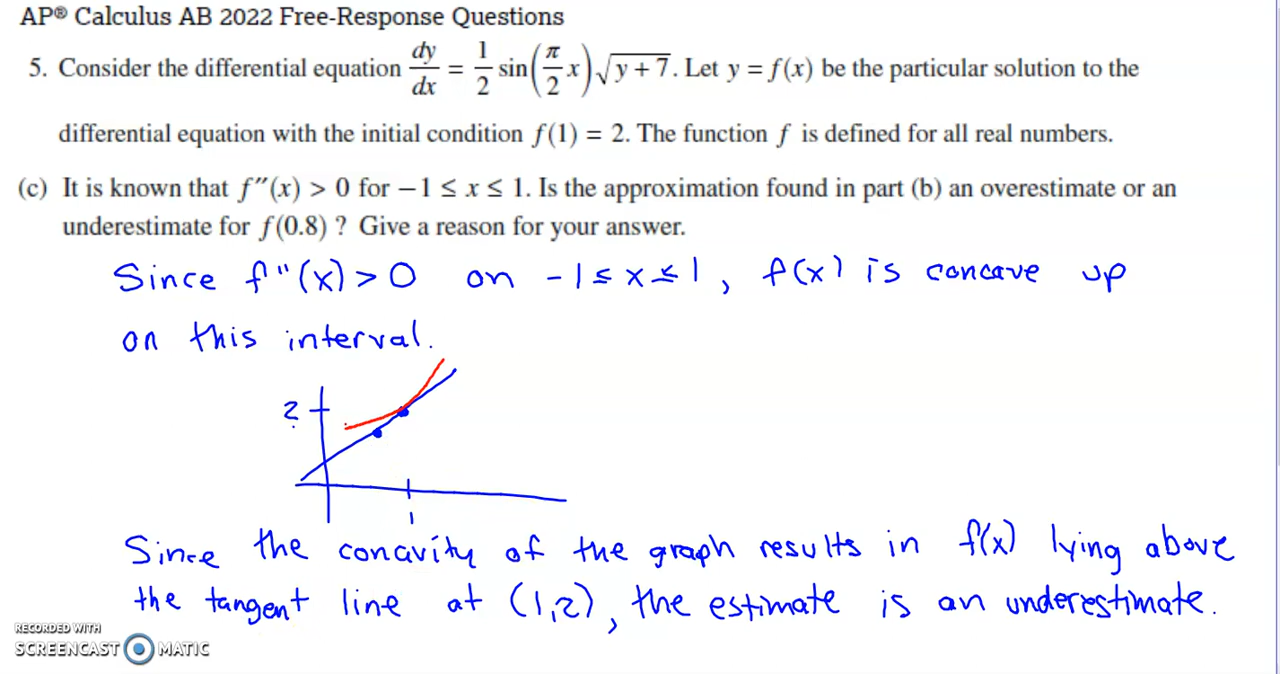 AP® Calculus AB 2022 Free-Response Questions
5. Consider the differential equation dy/dx = 1/2 sin(π/2 x)√(y + 7). Let y = f(x) be the particular solution to the
differential equation with the initial condition f(1) = 2. The function f is defined for all real numbers.
(c) It is known that f″(x) > 0 for −1 ≤ x ≤ 1. Is the approximation found in part (b) an overestimate or an
underestimate for f(0.8) ? Give a reason for your answer.
Since f"(x) > 0 on -1 ≤ x ≤ 1, f(x) is concave up
on this interval.
2
1
Since the conavity of the graph results in f(x) lying above
the tangent line at (1,2), the estimate is an underestimate.
RECORDED WITH
SCREENCAST MATIC